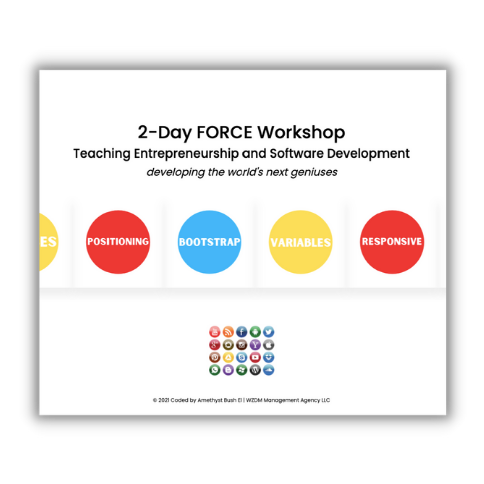 2-Day FORCE Workshop
Teaching Entrepreneurship and Software Development
developing the world's next geniuses
ES
POSITIONING
BOOTSTRAP
VARIABLES
RESPONSIVE
© 2021 Coded by Amethyst Bush El | WZDM Management Agency LLC